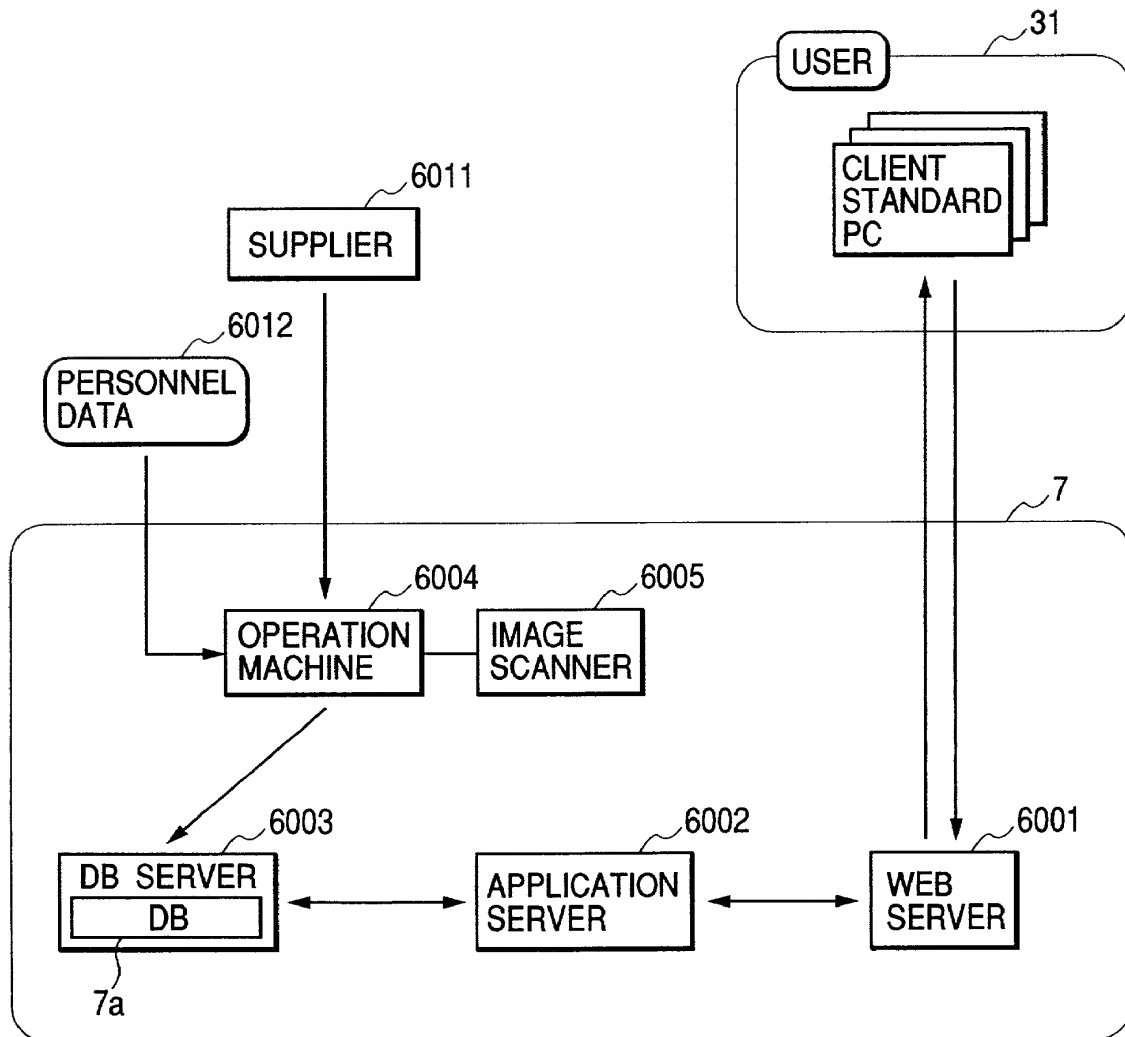 31
USER
CLIENT
STANDARD
PC
6011
SUPPLIER
6012
PERSONNEL
DATA
7
6004
OPERATION
MACHINE
6005
IMAGE
SCANNER
6003
DB SERVER
DB
7a
6002
APPLICATION
SERVER
6001
WEB
SERVER